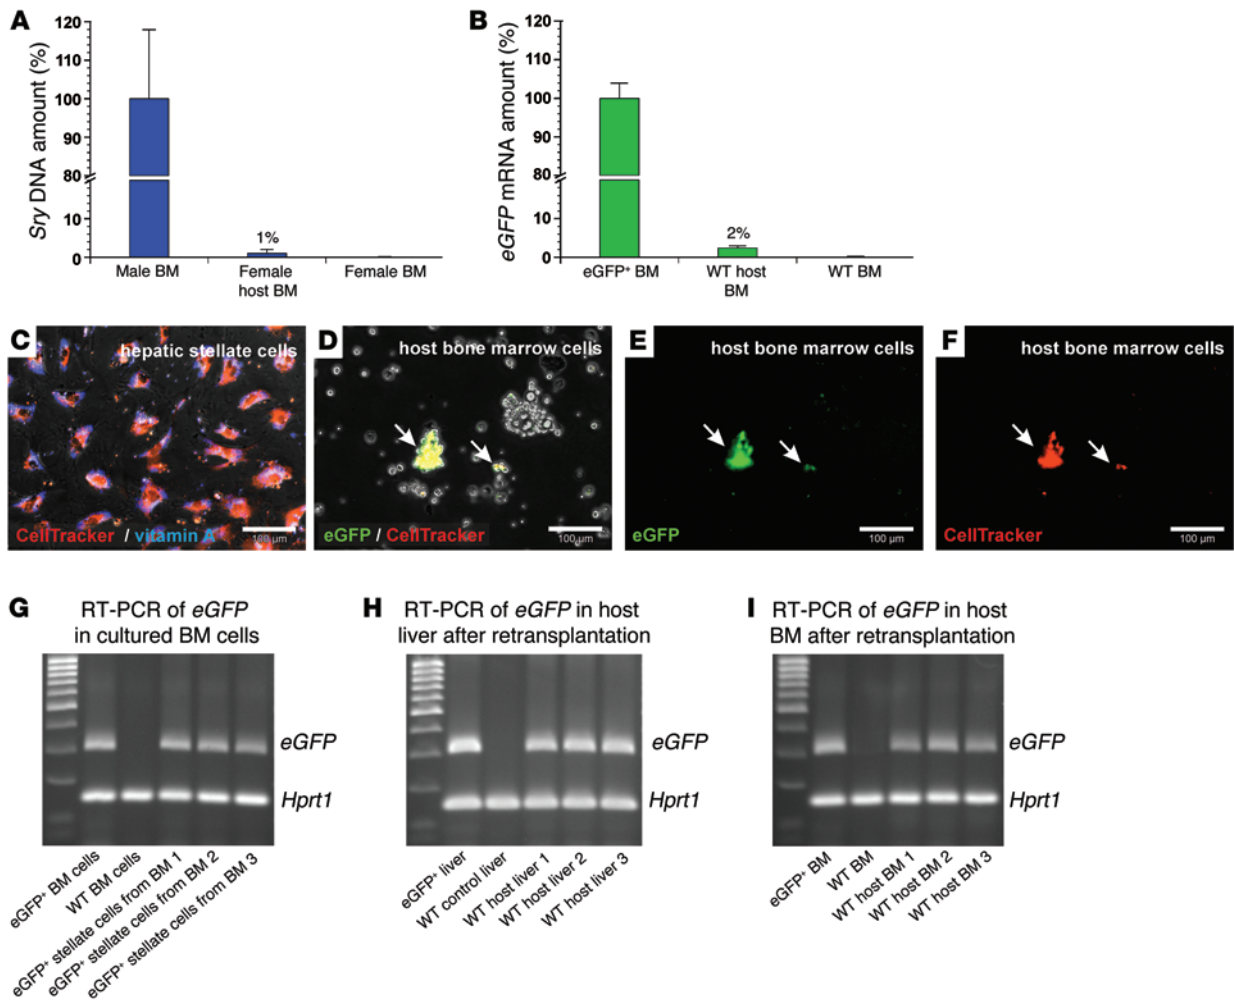 A
Sry DNA amount (%)
120
110
100
90
80
10
0
1%
Male BM
Female
host BM
Female BM
B
eGFP mRNA amount (%)
120
110
100
90
80
10
0
2%
eGFP⁺ BM
WT host
BM
WT BM
C
hepatic stellate cells
CellTracker / vitamin A
100 µm
D
host bone marrow cells
eGFP / CellTracker
100 µm
E
host bone marrow cells
eGFP
100 µm
F
host bone marrow cells
CellTracker
100 µm
G
RT-PCR of eGFP
in cultured BM cells
eGFP
Hprt1
eGFP⁺ BM cells
WT BM cells
eGFP⁺ stellate cells from BM 1
eGFP⁺ stellate cells from BM 2
eGFP⁺ stellate cells from BM 3
H
RT-PCR of eGFP in host
liver after retransplantation
eGFP
Hprt1
eGFP⁺ liver
WT control liver
WT host liver 1
WT host liver 2
WT host liver 3
I
RT-PCR of eGFP in host
BM after retransplantation
eGFP
Hprt1
eGFP⁺ BM
WT BM
WT host BM 1
WT host BM 2
WT host BM 3